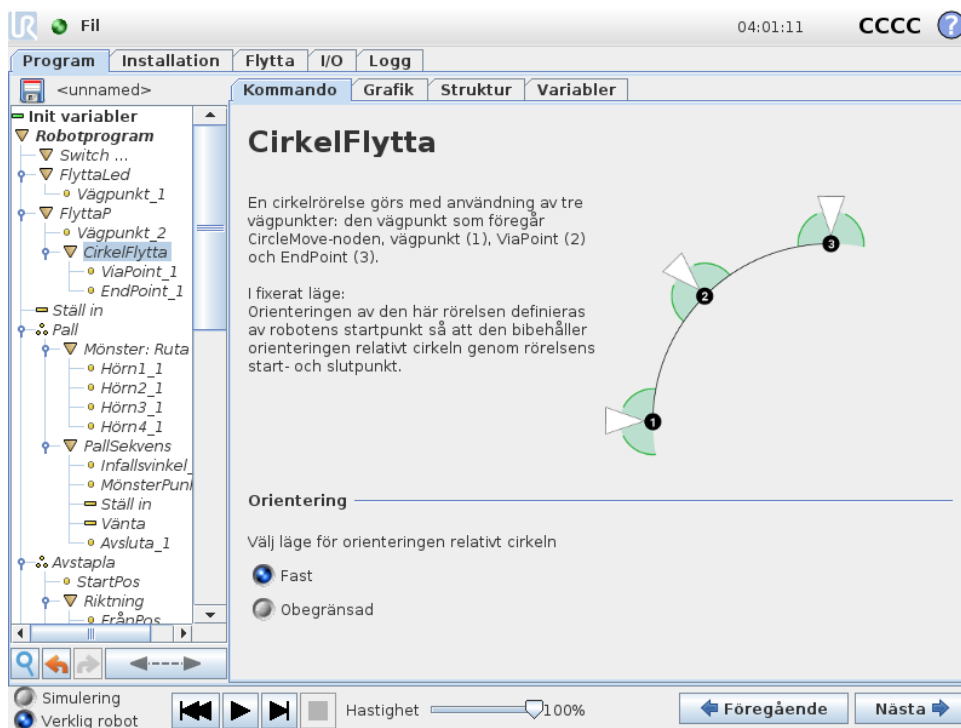 UR Fil 04:01:11 CCCC ?
Program Installation Flytta I/O Logg
<unnamed>
Kommando Grafik Struktur Variabler
Init variabler
Robotprogram
Switch ...
FlyttaLed
Vägpunkt_1
FlyttaP
Vägpunkt_2
CirkelFlytta
ViaPoint_1
EndPoint_1
Ställ in
Pall
Mönster: Ruta
Hörn1_1
Hörn2_1
Hörn3_1
Hörn4_1
PallSekvens
Infallsvinkel_
MönsterPunl
Ställ in
Vänta
Avsluta_1
Avstapla
StartPos
Riktning
FrånPos
CirkelFlytta
En cirkelrörelse görs med användning av tre
vägpunkter: den vägpunkt som föregår
CircleMove-noden, vägpunkt (1), ViaPoint (2)
och EndPoint (3).
I fixerat läge:
Orienteringen av den här rörelsen definieras
av robotens startpunkt så att den bibehåller
orienteringen relativt cirkeln genom rörelsens
start- och slutpunkt.
3
2
1
Orientering
Välj läge för orienteringen relativt cirkeln
Fast
Obegränsad
Simulering
Verklig robot
Hastighet 100%
Föregående
Nästa